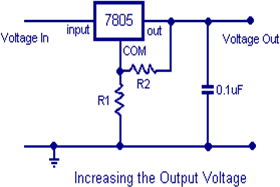 7805
Voltage In
input
out
Voltage Out
COM
R2
R1
0.1uF
Increasing the Output Voltage